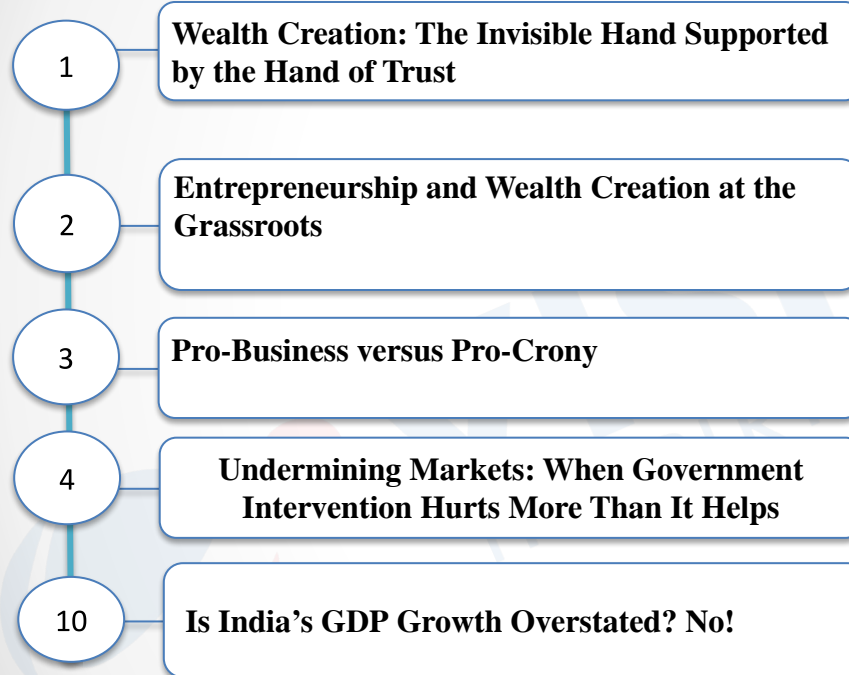 1
Wealth Creation: The Invisible Hand Supported
by the Hand of Trust
2
Entrepreneurship and Wealth Creation at the
Grassroots
3
Pro-Business versus Pro-Crony
4
Undermining Markets: When Government
Intervention Hurts More Than It Helps
10
Is India’s GDP Growth Overstated? No!